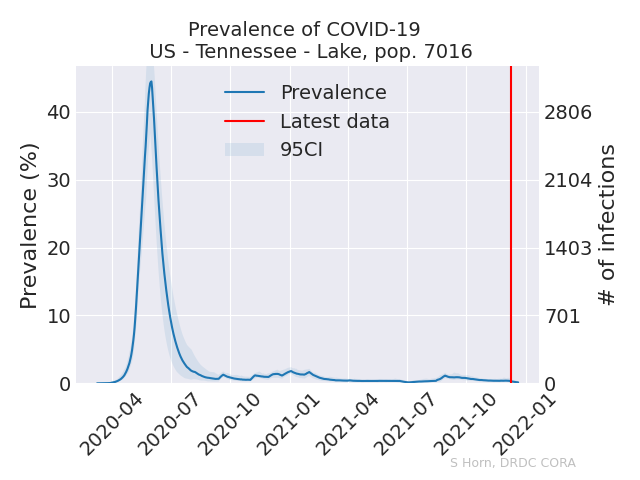 Prevalence of COVID-19
US - Tennessee - Lake, pop. 7016
Prevalence
Latest data
95CI
Prevalence (%)
40
30
20
10
0
# of infections
2806
2104
1403
701
0
2020-04
2020-07
2020-10
2021-01
2021-04
2021-07
2021-10
2022-01
S Horn, DRDC CORA